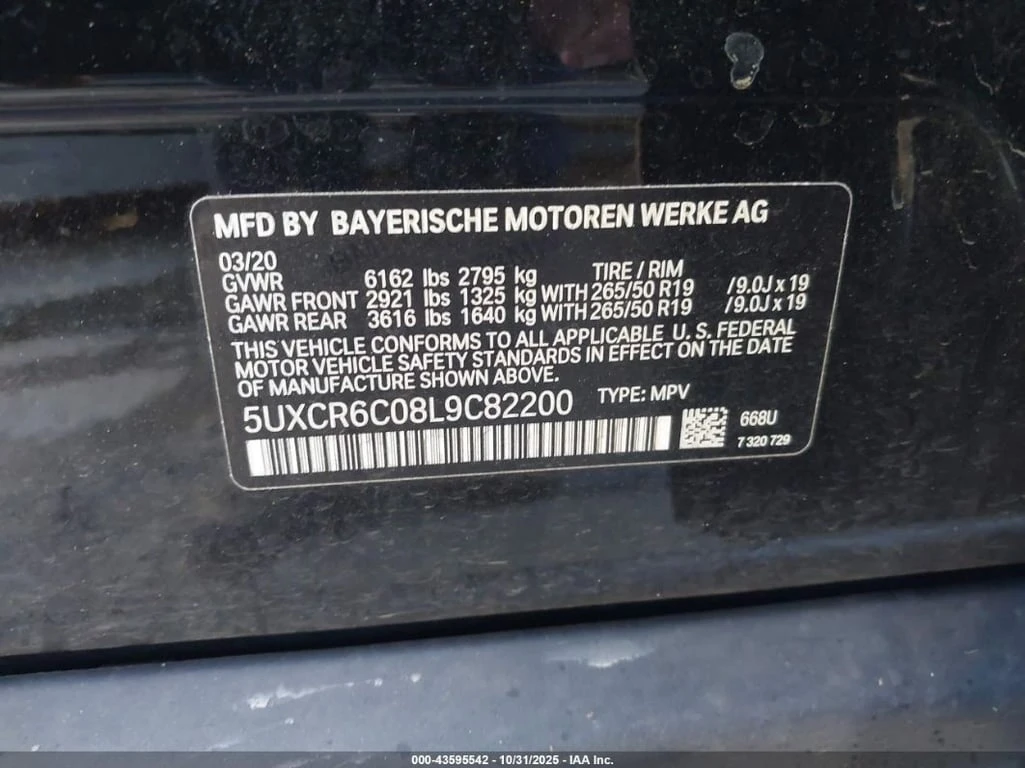 MFD BY BAYERISCHE MOTOREN WERKE AG
03/20 TIRE / RIM
GVWR 6162 lbs 2795 kg
GAWR FRONT 2921 lbs 1325 kg WITH 265/50 R19 /9.0J x 19
GAWR REAR 3616 lbs 1640 kg WITH 265/50 R19 /9.0J x 19
THIS VEHICLE CONFORMS TO ALL APPLICABLE U. S. FEDERAL
MOTOR VEHICLE SAFETY STANDARDS IN EFFECT ON THE DATE
OF MANUFACTURE SHOWN ABOVE.
5UXCR6C08L9C82200 TYPE: MPV
668U
7 320 729
000-43595542 - 10/31/2025 - IAA Inc.